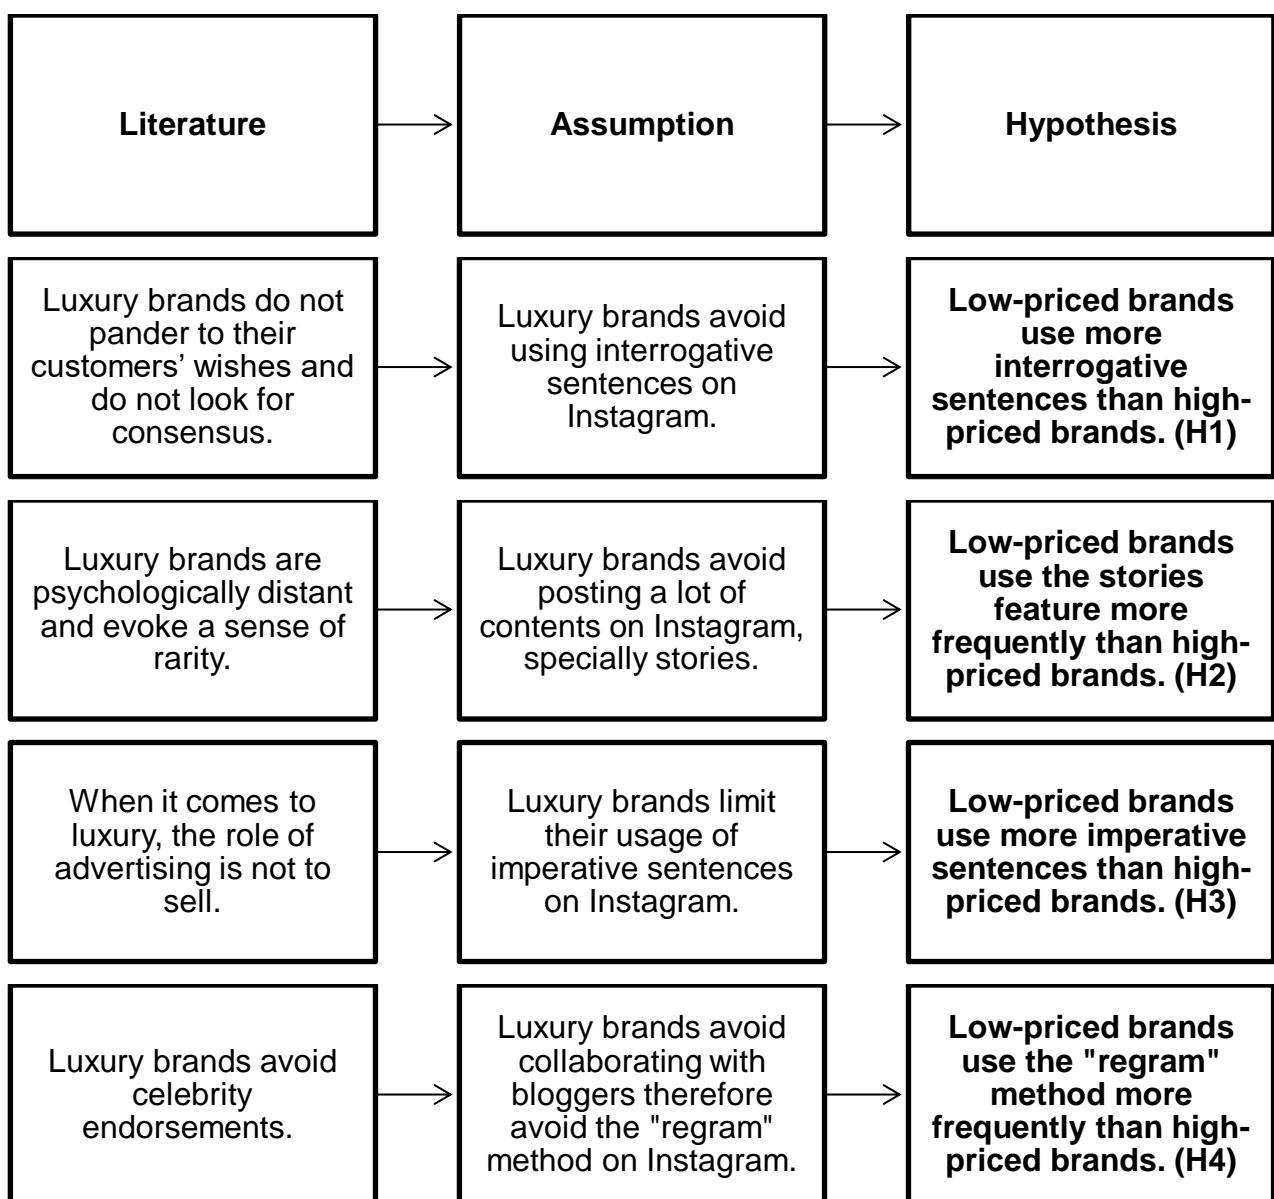 Literature
Assumption
Hypothesis
Luxury brands do not
pander to their
customers’ wishes and
do not look for
consensus.
Luxury brands avoid
using interrogative
sentences on
Instagram.
Low-priced brands
use more
interrogative
sentences than high-
priced brands. (H1)
Luxury brands are
psychologically distant
and evoke a sense of
rarity.
Luxury brands avoid
posting a lot of
contents on Instagram,
specially stories.
Low-priced brands
use the stories
feature more
frequently than high-
priced brands. (H2)
When it comes to
luxury, the role of
advertising is not to
sell.
Luxury brands limit
their usage of
imperative sentences
on Instagram.
Low-priced brands
use more imperative
sentences than high-
priced brands. (H3)
Luxury brands avoid
celebrity
endorsements.
Luxury brands avoid
collaborating with
bloggers therefore
avoid the "regram"
method on Instagram.
Low-priced brands
use the "regram"
method more
frequently than high-
priced brands. (H4)